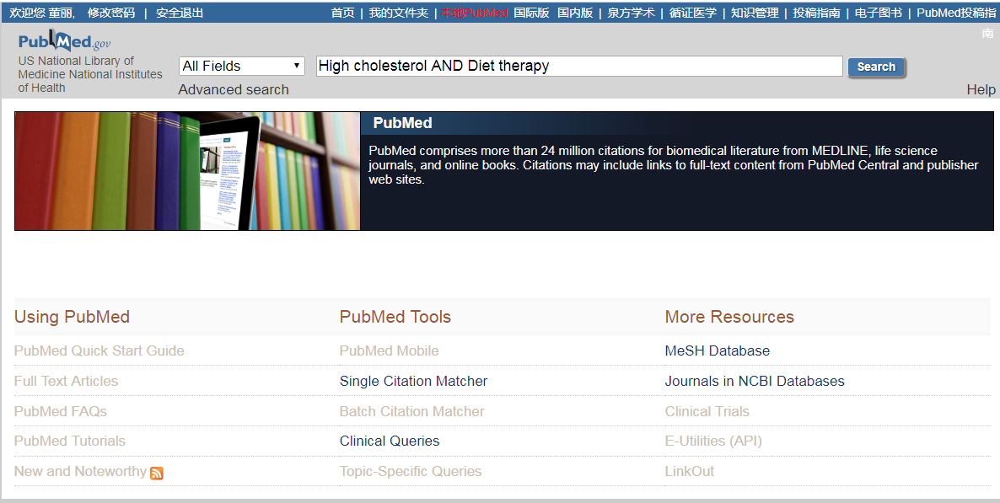 欢迎您 董丽, 修改密码 | 安全退出 首页 | 我的文件夹 | 本地PubMed 国际版 国内版 | 泉方学术 | 循证医学 | 知识管理 | 投稿指南 | 电子图书 | PubMed投稿指
南
PubMed.gov
US National Library of
Medicine National Institutes
of Health
All Fields High cholesterol AND Diet therapy Search
Advanced search Help
PubMed
PubMed comprises more than 24 million citations for biomedical literature from MEDLINE, life science
journals, and online books. Citations may include links to full-text content from PubMed Central and publisher
web sites.
Using PubMed PubMed Tools More Resources
PubMed Quick Start Guide PubMed Mobile MeSH Database
Full Text Articles Single Citation Matcher Journals in NCBI Databases
PubMed FAQs Batch Citation Matcher Clinical Trials
PubMed Tutorials Clinical Queries E-Utilities (API)
New and Noteworthy Topic-Specific Queries LinkOut